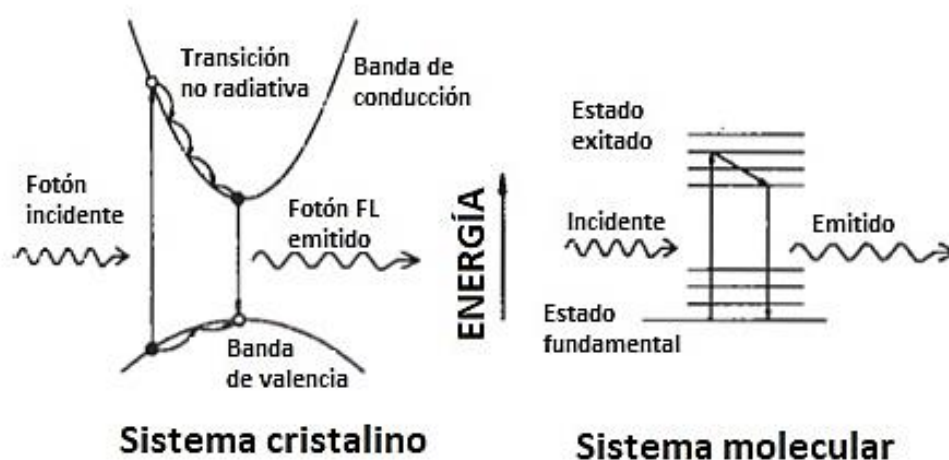 Transición
no radiativa
Banda de
conducción
Fotón
incidente
Fotón FL
emitido
Banda
de valencia
Sistema cristalino
ENERGÍA
Estado
exitado
Incidente
Emitido
Estado
fundamental
Sistema molecular